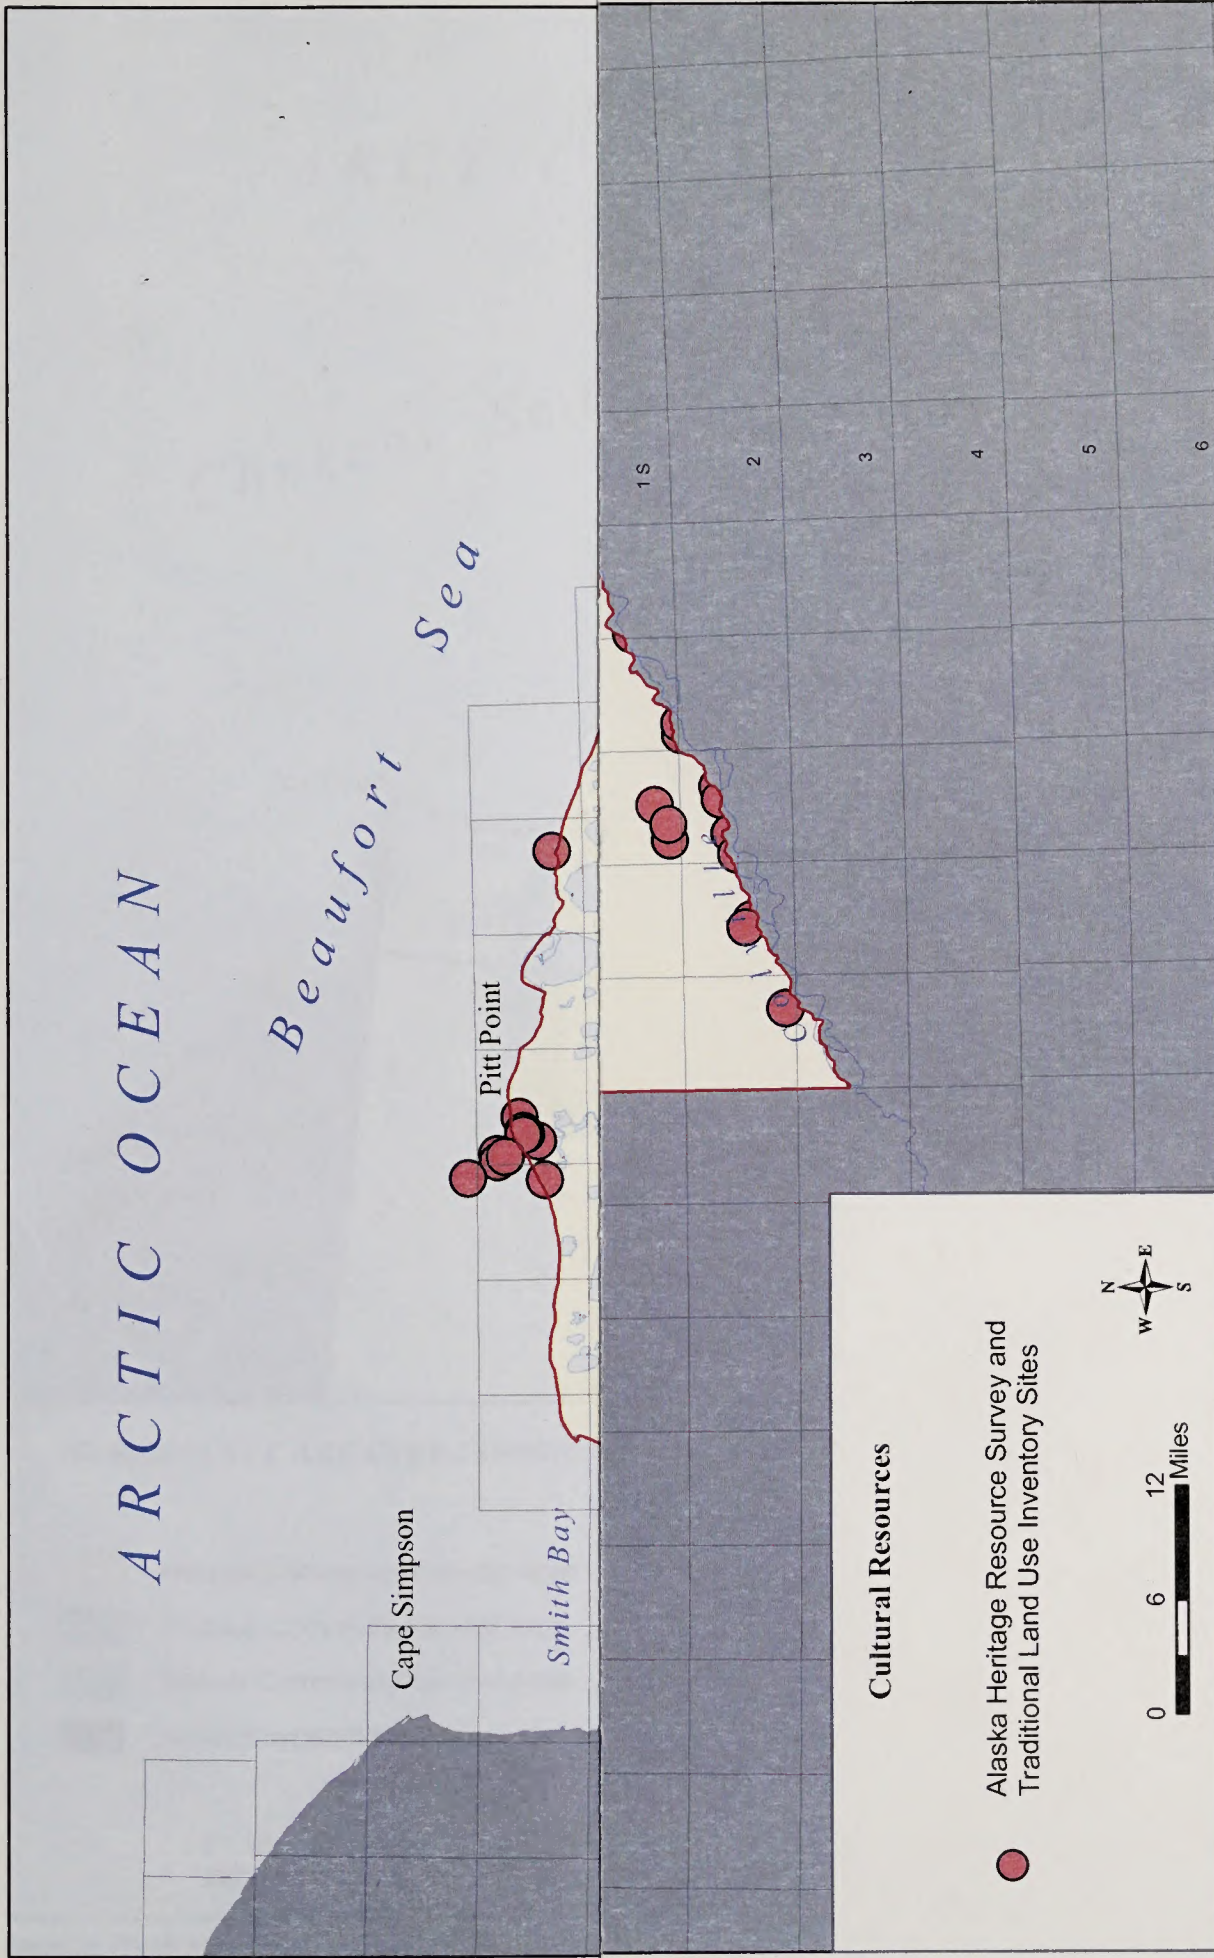 ARCTIC OCEAN
Beaufort Sea
Cape Simpson
Smith Bay
Pitt Point
1 S
2
3
4
5
6
Cultural Resources
Alaska Heritage Resource Survey and
Traditional Land Use Inventory Sites
0 6 12
Miles
N
W E
S